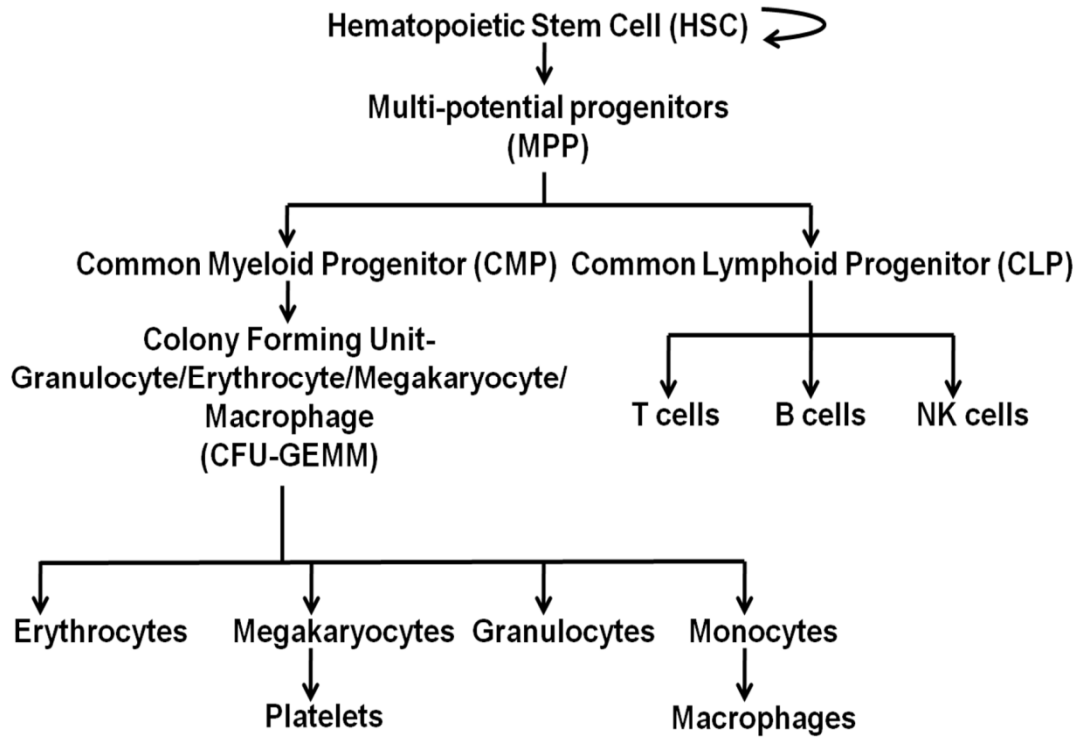 Hematopoietic Stem Cell (HSC)
Multi-potential progenitors
(MPP)
Common Myeloid Progenitor (CMP)
Common Lymphoid Progenitor (CLP)
Colony Forming Unit-
Granulocyte/Erythrocyte/Megakaryocyte/
Macrophage
(CFU-GEMM)
T cells
B cells
NK cells
Erythrocytes
Megakaryocytes
Granulocytes
Monocytes
Platelets
Macrophages